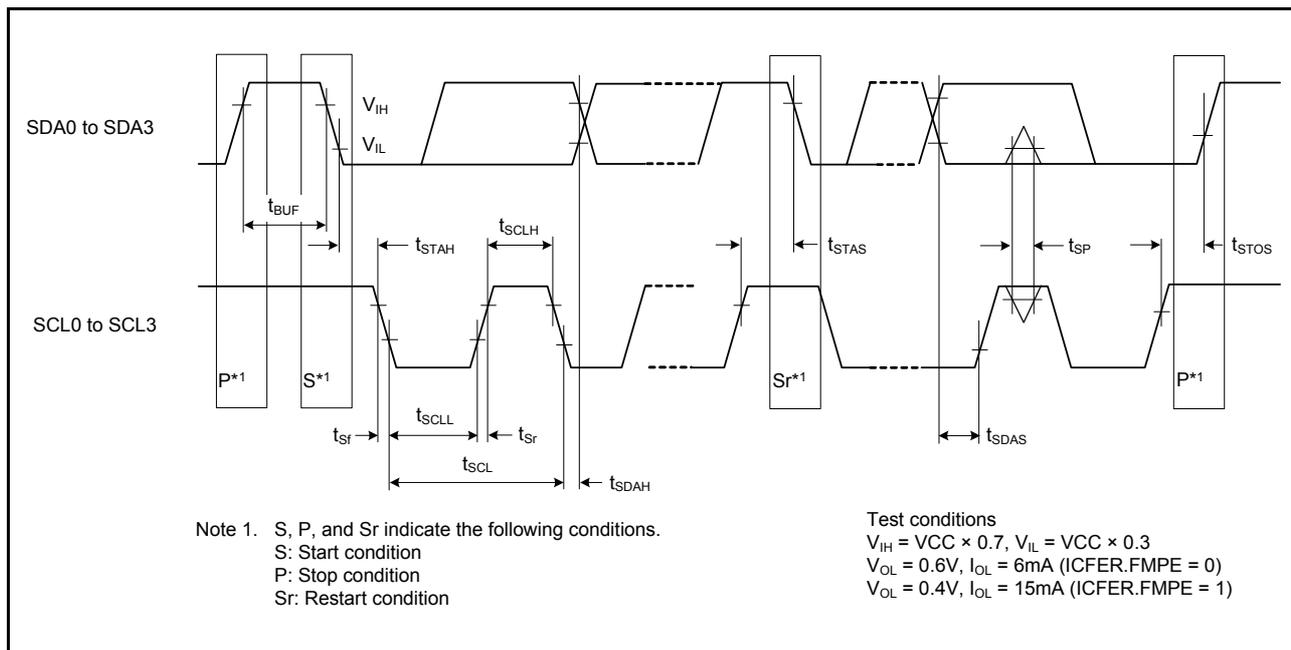 SDA0 to SDA3
VIH
VIL
tBUF
tSTAH
tSCLH
tSTAS
tSP
tSTOS
SCL0 to SCL3
P*1
S*1
Sr*1
P*1
tSf
tSCLL
tSr
tSDAS
tSCL
tSDAH
Note 1. S, P, and Sr indicate the following conditions.
S: Start condition
P: Stop condition
Sr: Restart condition
Test conditions
VIH = VCC × 0.7, VIL = VCC × 0.3
VOL = 0.6V, IOL = 6mA (ICFER.FMPE = 0)
VOL = 0.4V, IOL = 15mA (ICFER.FMPE = 1)